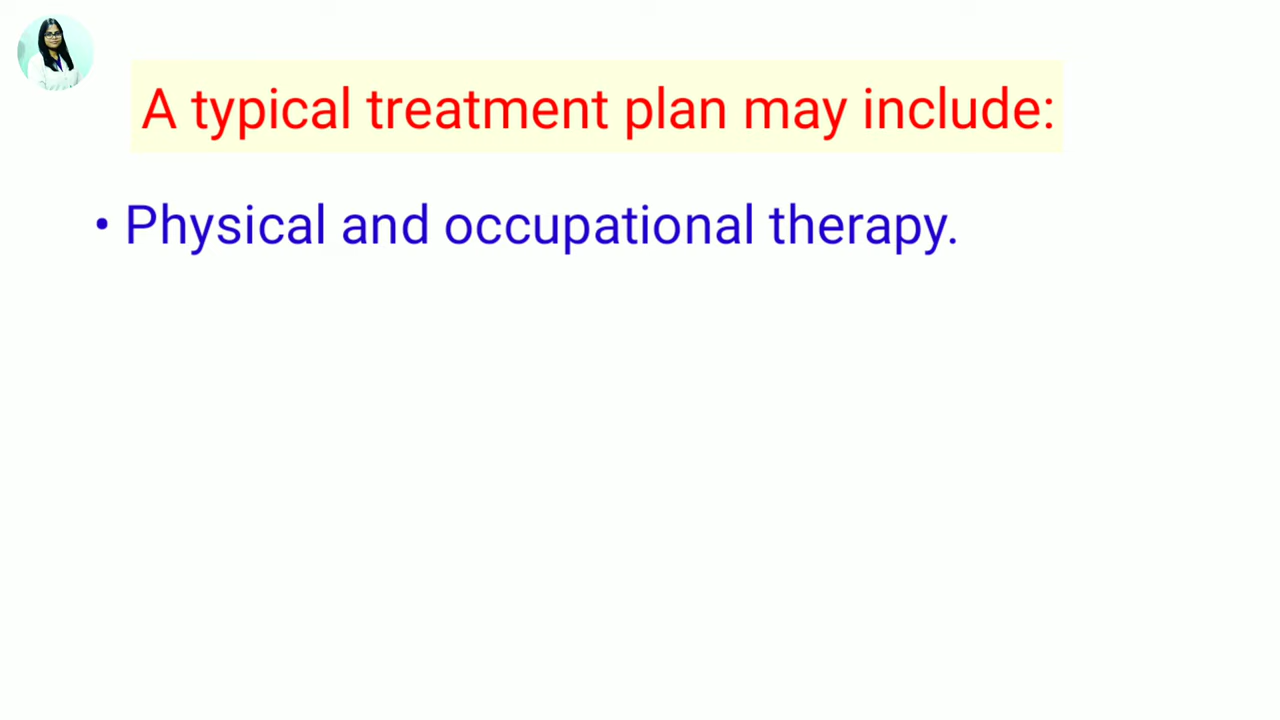 A typical treatment plan may include:
• Physical and occupational therapy.